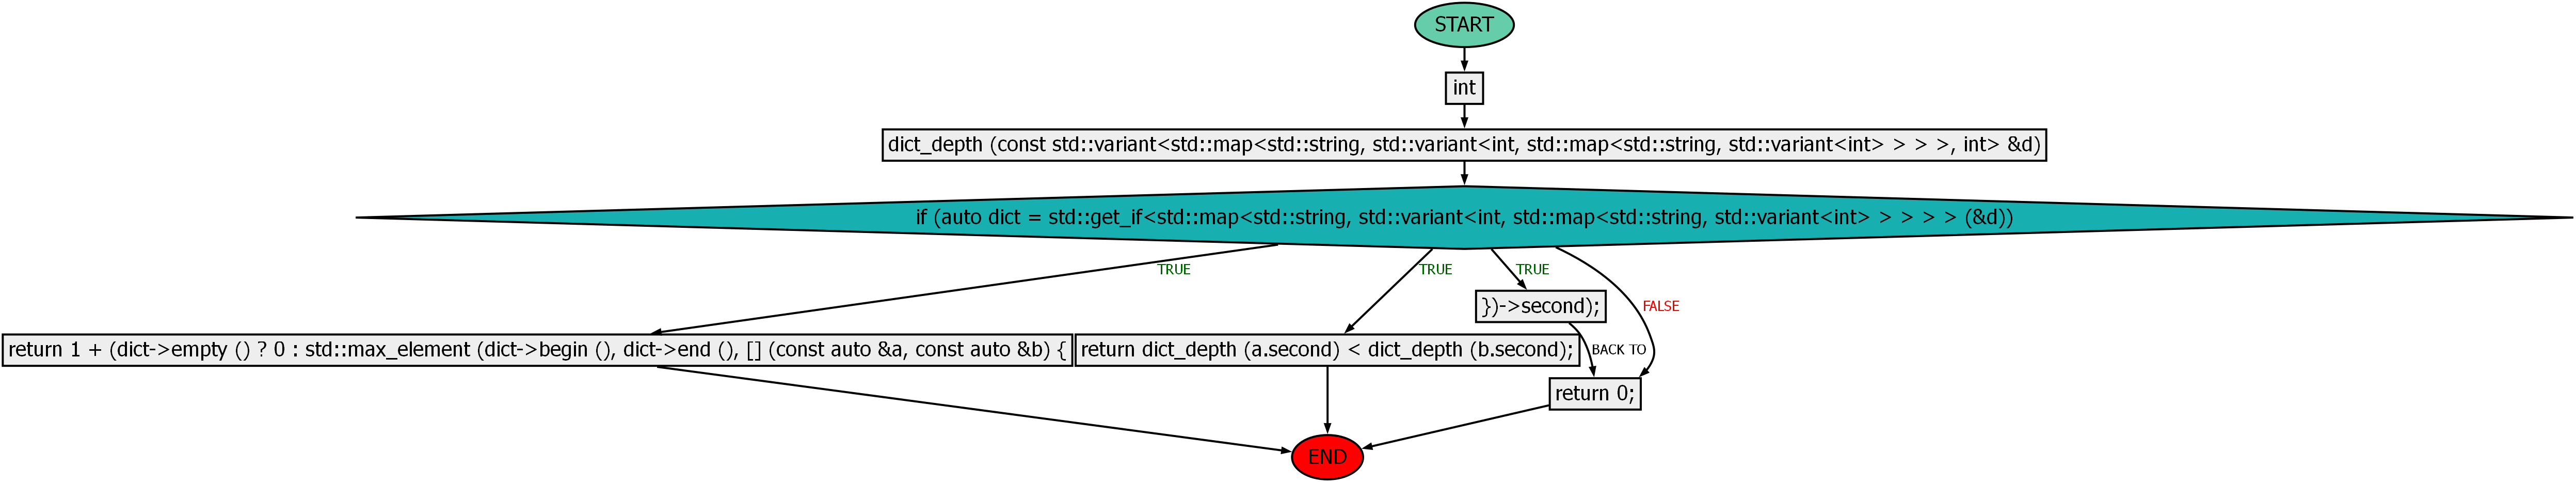 START
int
dict_depth (const std::variant<std::map<std::string, std::variant<int, std::map<std::string, std::variant<int> > > >, int> &d)
if (auto dict = std::get_if<std::map<std::string, std::variant<int, std::map<std::string, std::variant<int> > > > > (&d))
TRUE
TRUE
TRUE
FALSE
})->second);
return 1 + (dict->empty () ? 0 : std::max_element (dict->begin (), dict->end (), [] (const auto &a, const auto &b) {
return dict_depth (a.second) < dict_depth (b.second);
BACK TO
return 0;
END